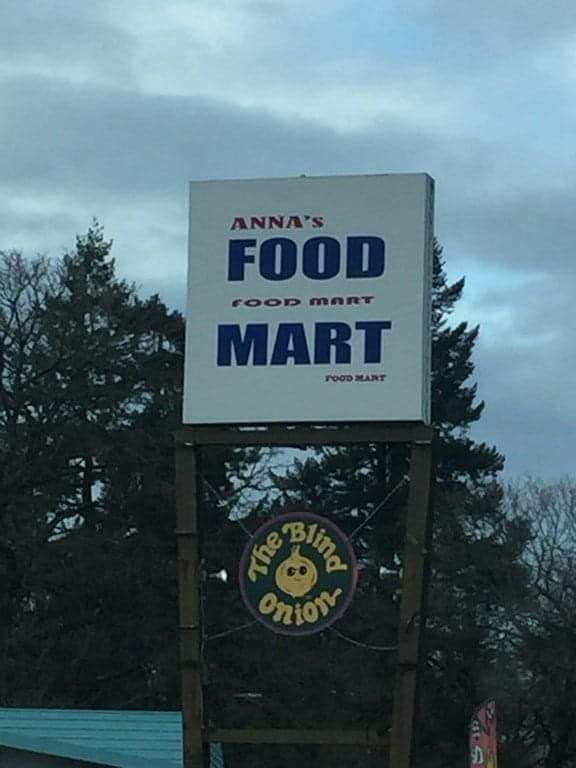 ANNA'S
FOOD
FOOD MART
MART
FOOD MART
The Blind
Onion